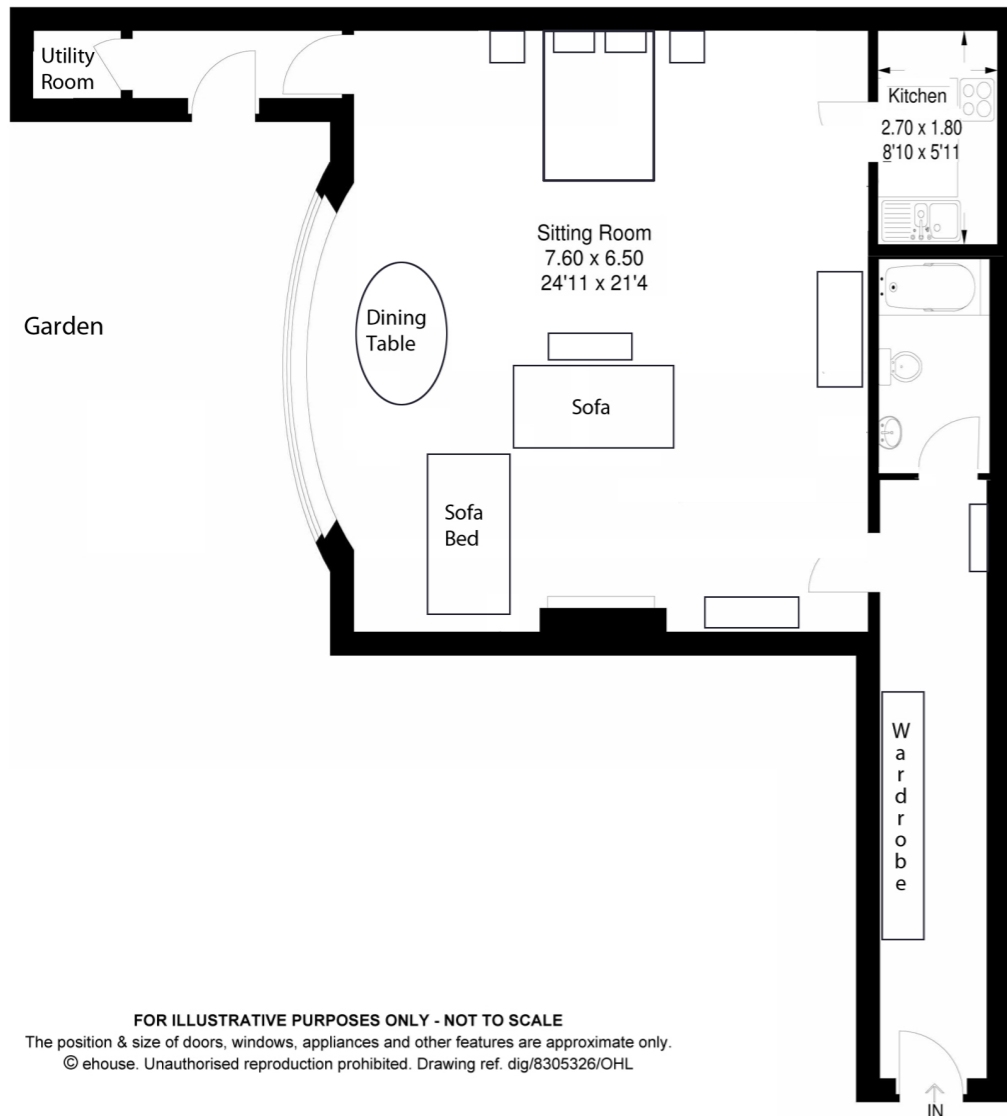 Utility
Room
Kitchen
2.70 x 1.80
8'10 x 5'11
Sitting Room
7.60 x 6.50
24'11 x 21'4
Garden
Dining
Table
Sofa
Sofa
Bed
W
a
r
d
r
o
b
e
FOR ILLUSTRATIVE PURPOSES ONLY - NOT TO SCALE
The position & size of doors, windows, appliances and other features are approximate only.
© ehouse. Unauthorised reproduction prohibited. Drawing ref. dig/8305326/OHL
IN